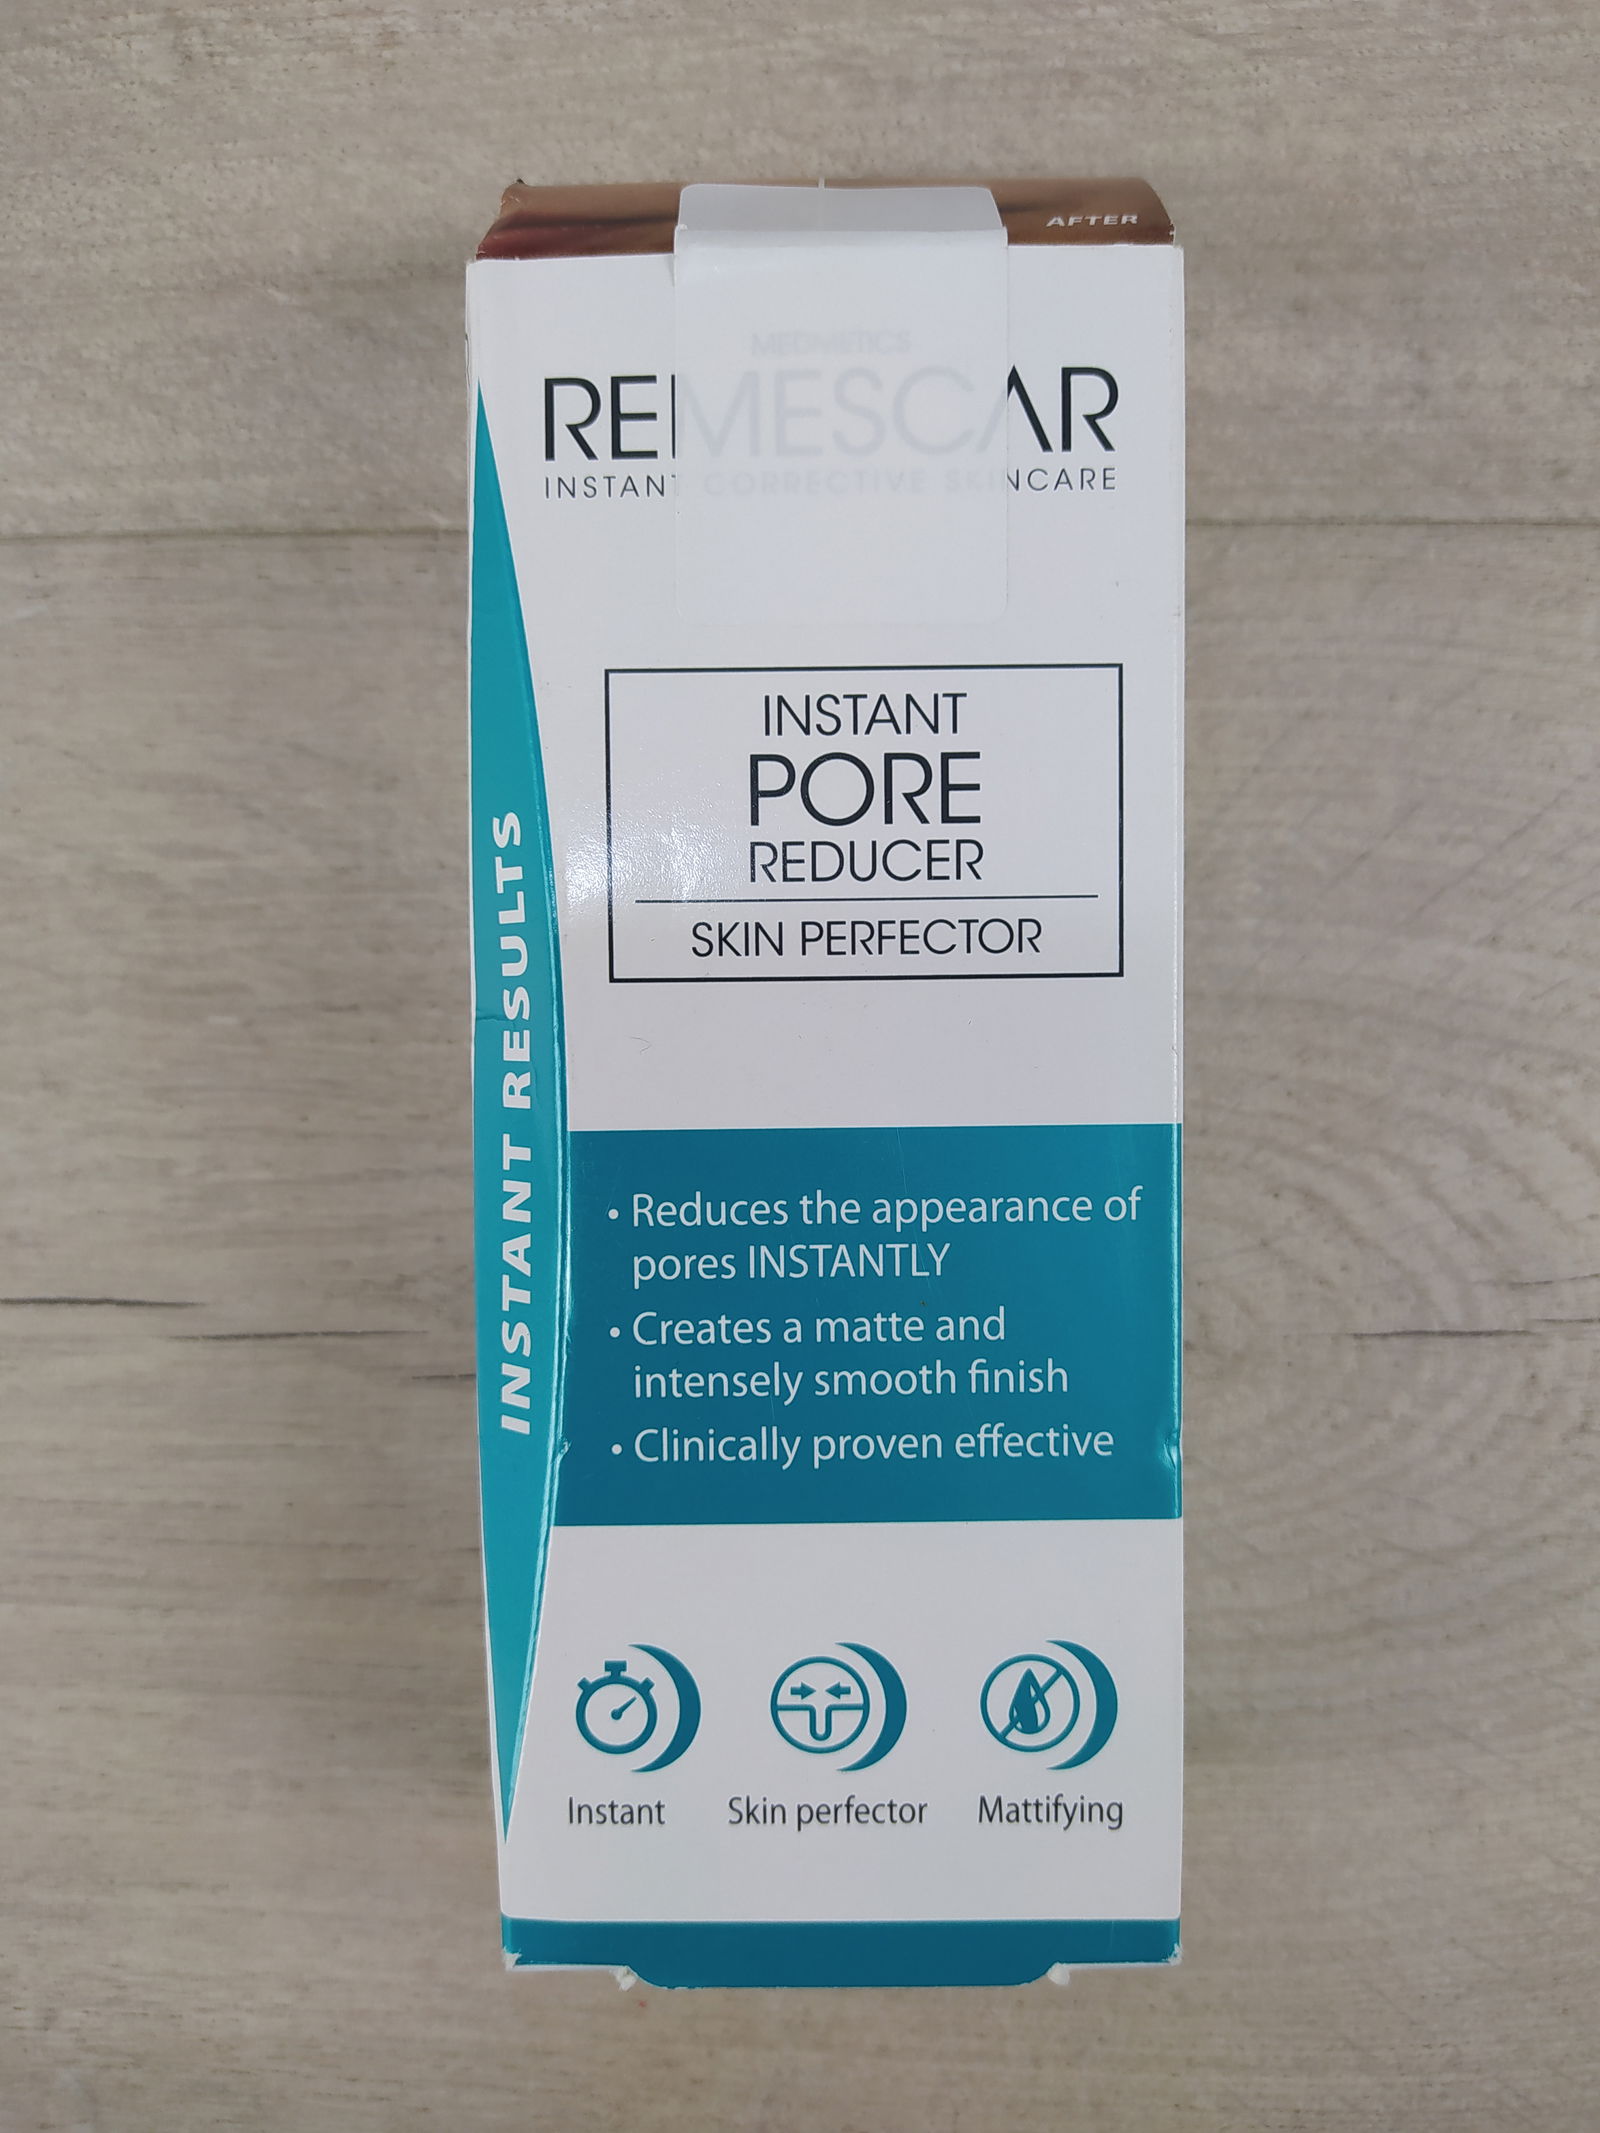 AFTER
MEDMETICS
REMESCAR
INSTANT CORRECTIVE SKINCARE
INSTANT
PORE
REDUCER
SKIN PERFECTOR
INSTANT RESULTS
• Reduces the appearance of
pores INSTANTLY
• Creates a matte and
intensely smooth finish
• Clinically proven effective
Instant
Skin perfector
Mattifying